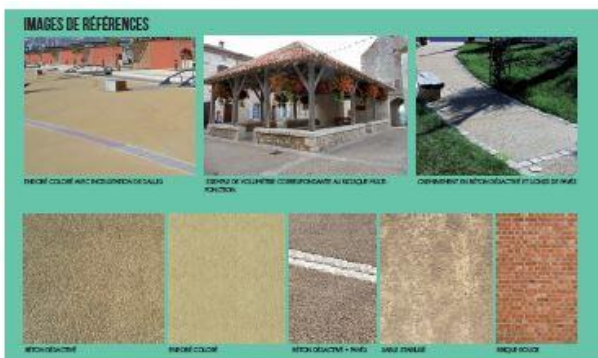 IMAGES DE RÉFÉRENCES
ENROBÉ COLORÉ AVEC INCRUSTATION DE DALLES
EXEMPLE DE VOLUMÉTRIE CORRESPONDANTE AU KIOSQUE MULTI-
FONCTION
CHEMINEMENT EN BÉTON DÉSACTIVÉ ET LIGNES DE PAVÉS
BÉTON DÉSACTIVÉ
ENROBÉ COLORÉ
BÉTON DÉSACTIVÉ + PAVÉS
SABLE STABILISÉ
BRIQUE ROUGE